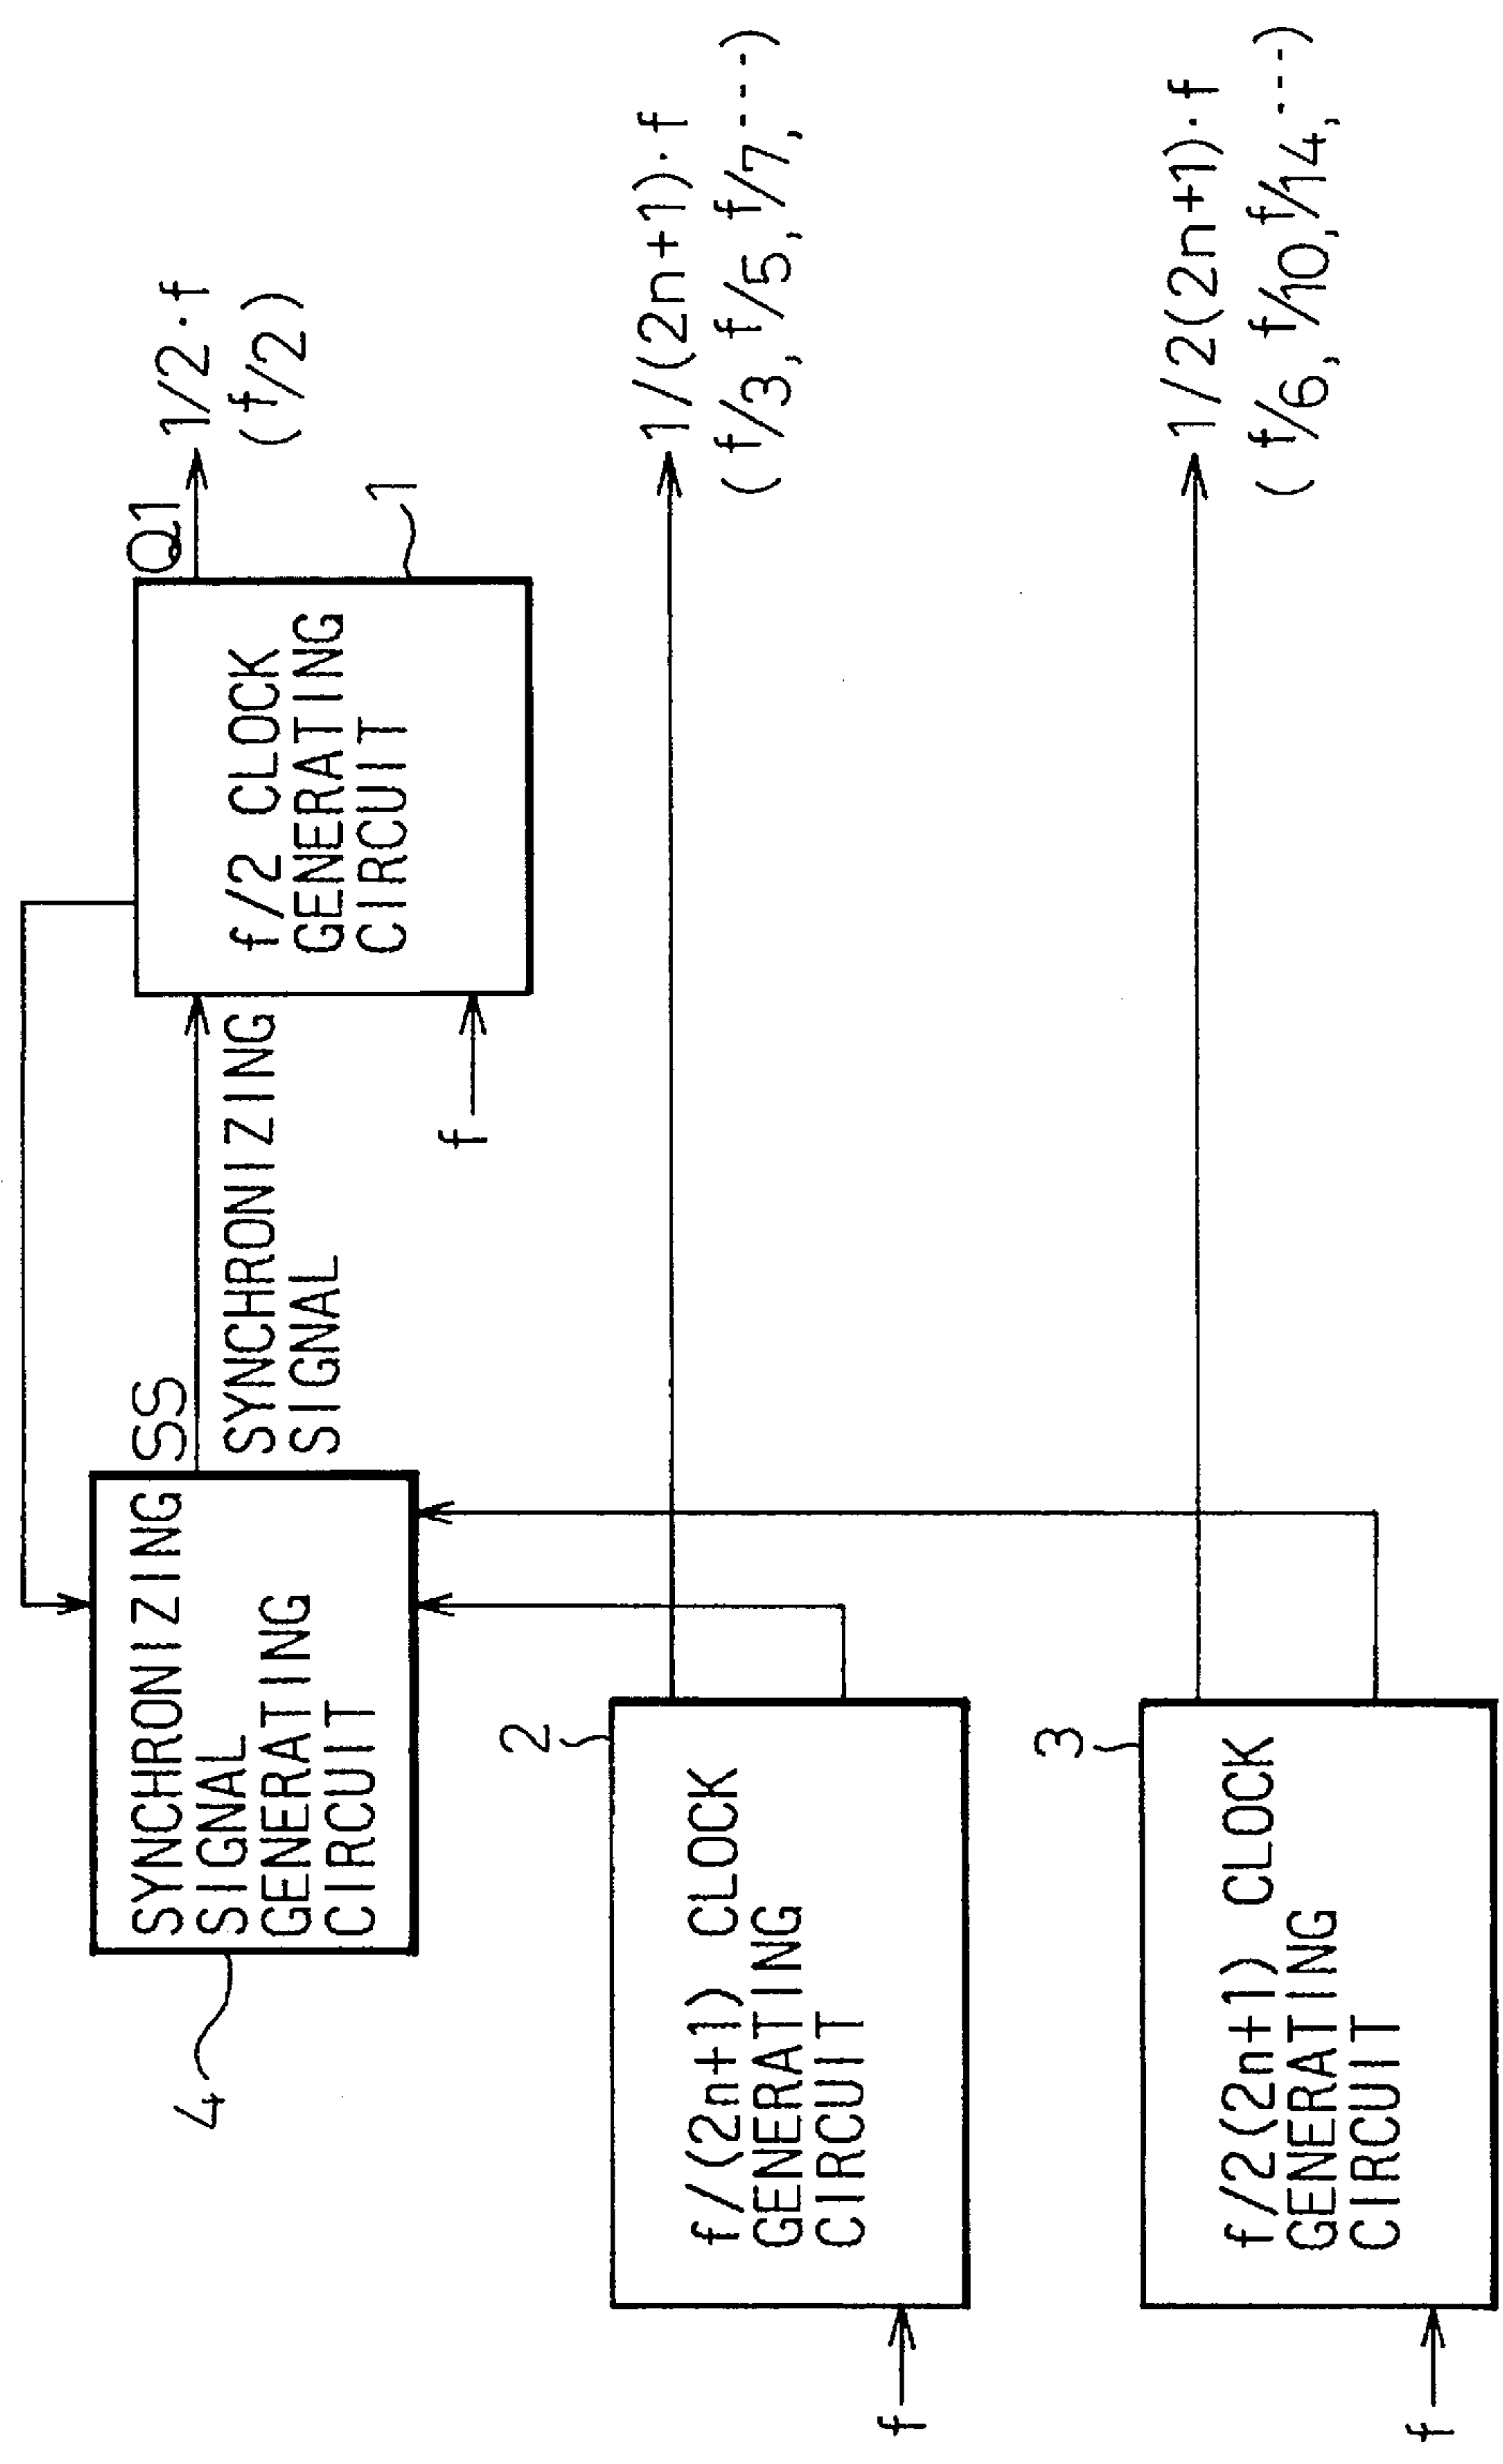 4
SYNCHRONIZING
SIGNAL
GENERATING
CIRCUIT
SS
SYNCHRONIZING
SIGNAL
f
f/2 CLOCK
GENERATING
CIRCUIT
1
Q1
1/2·f
(f/2)
f
2
f/(2n+1) CLOCK
GENERATING
CIRCUIT
1/(2n+1)·f
(f/3, f/5, f/7, ---)
f
3
f/2(2n+1) CLOCK
GENERATING
CIRCUIT
1/2(2n+1)·f
(f/6, f/10, f/14, ---)